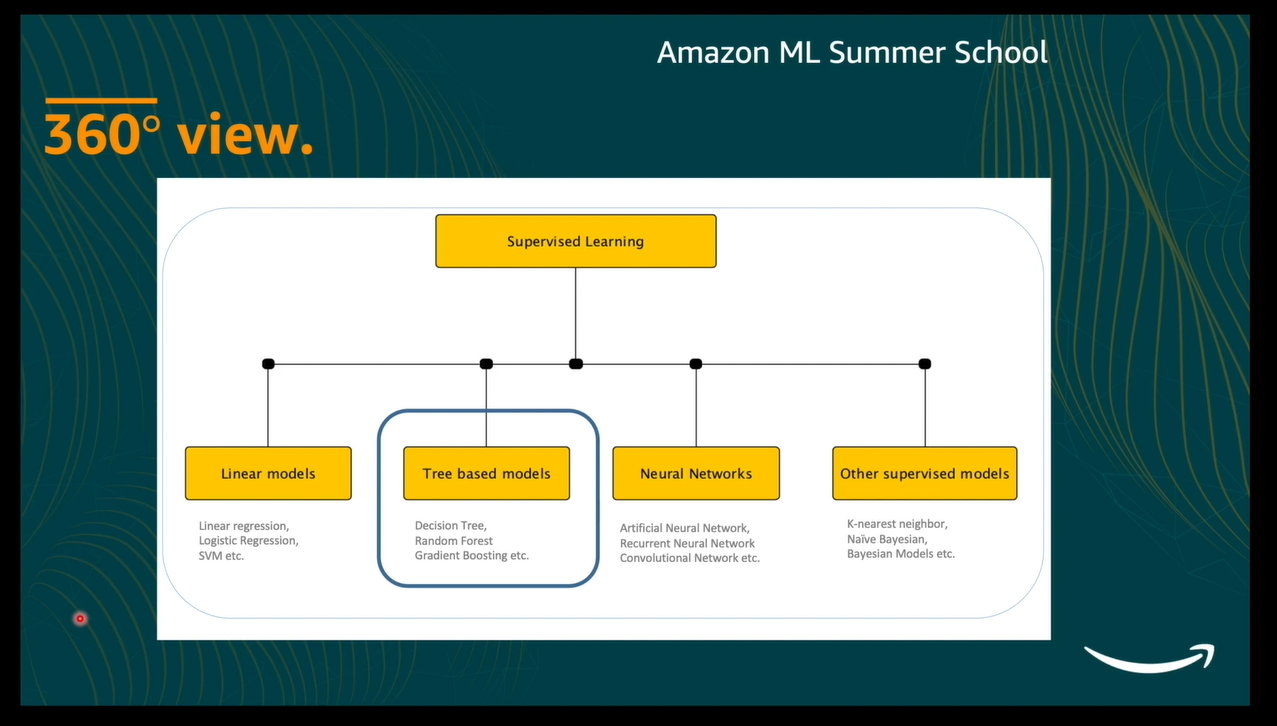 Amazon ML Summer School
360° view.
Supervised Learning
Linear models
Linear regression,
Logistic Regression,
SVM etc.
Tree based models
Decision Tree,
Random Forest
Gradient Boosting etc.
Neural Networks
Artificial Neural Network,
Recurrent Neural Network
Convolutional Network etc.
Other supervised models
K-nearest neighbor,
Naïve Bayesian,
Bayesian Models etc.